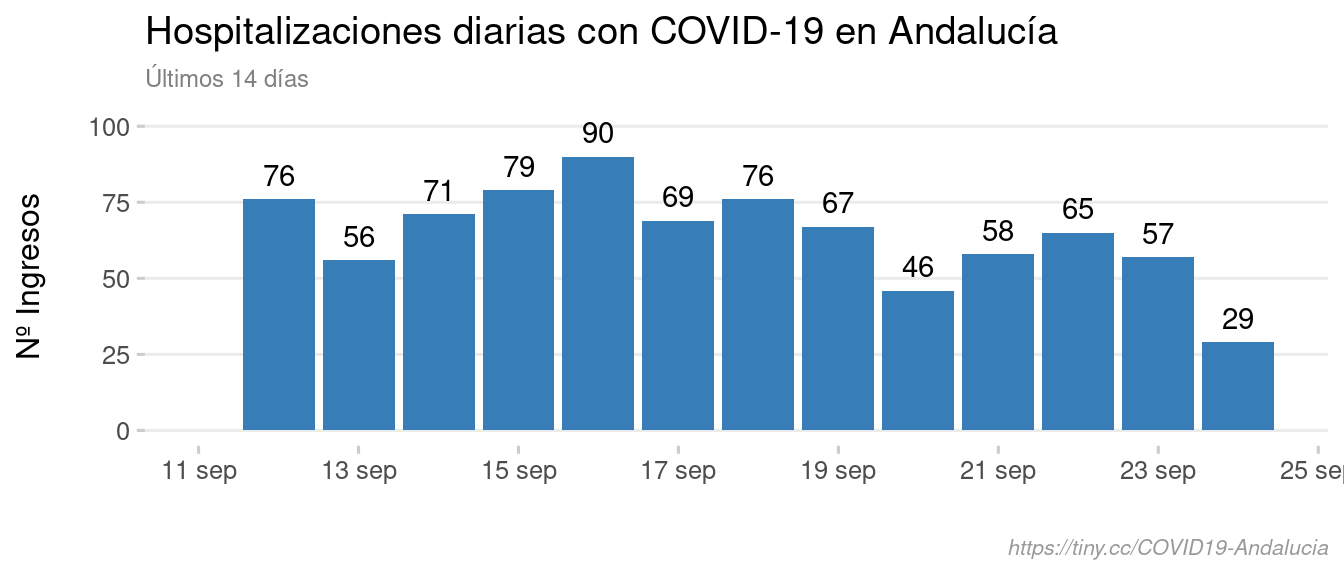 Hospitalizaciones diarias con COVID-19 en Andalucía
Últimos 14 días
Nº Ingresos
100
75
50
25
0
76
56
71
79
90
69
76
67
46
58
65
57
29
11 sep
13 sep
15 sep
17 sep
19 sep
21 sep
23 sep
25 sep
https://tiny.cc/COVID19-Andalucia